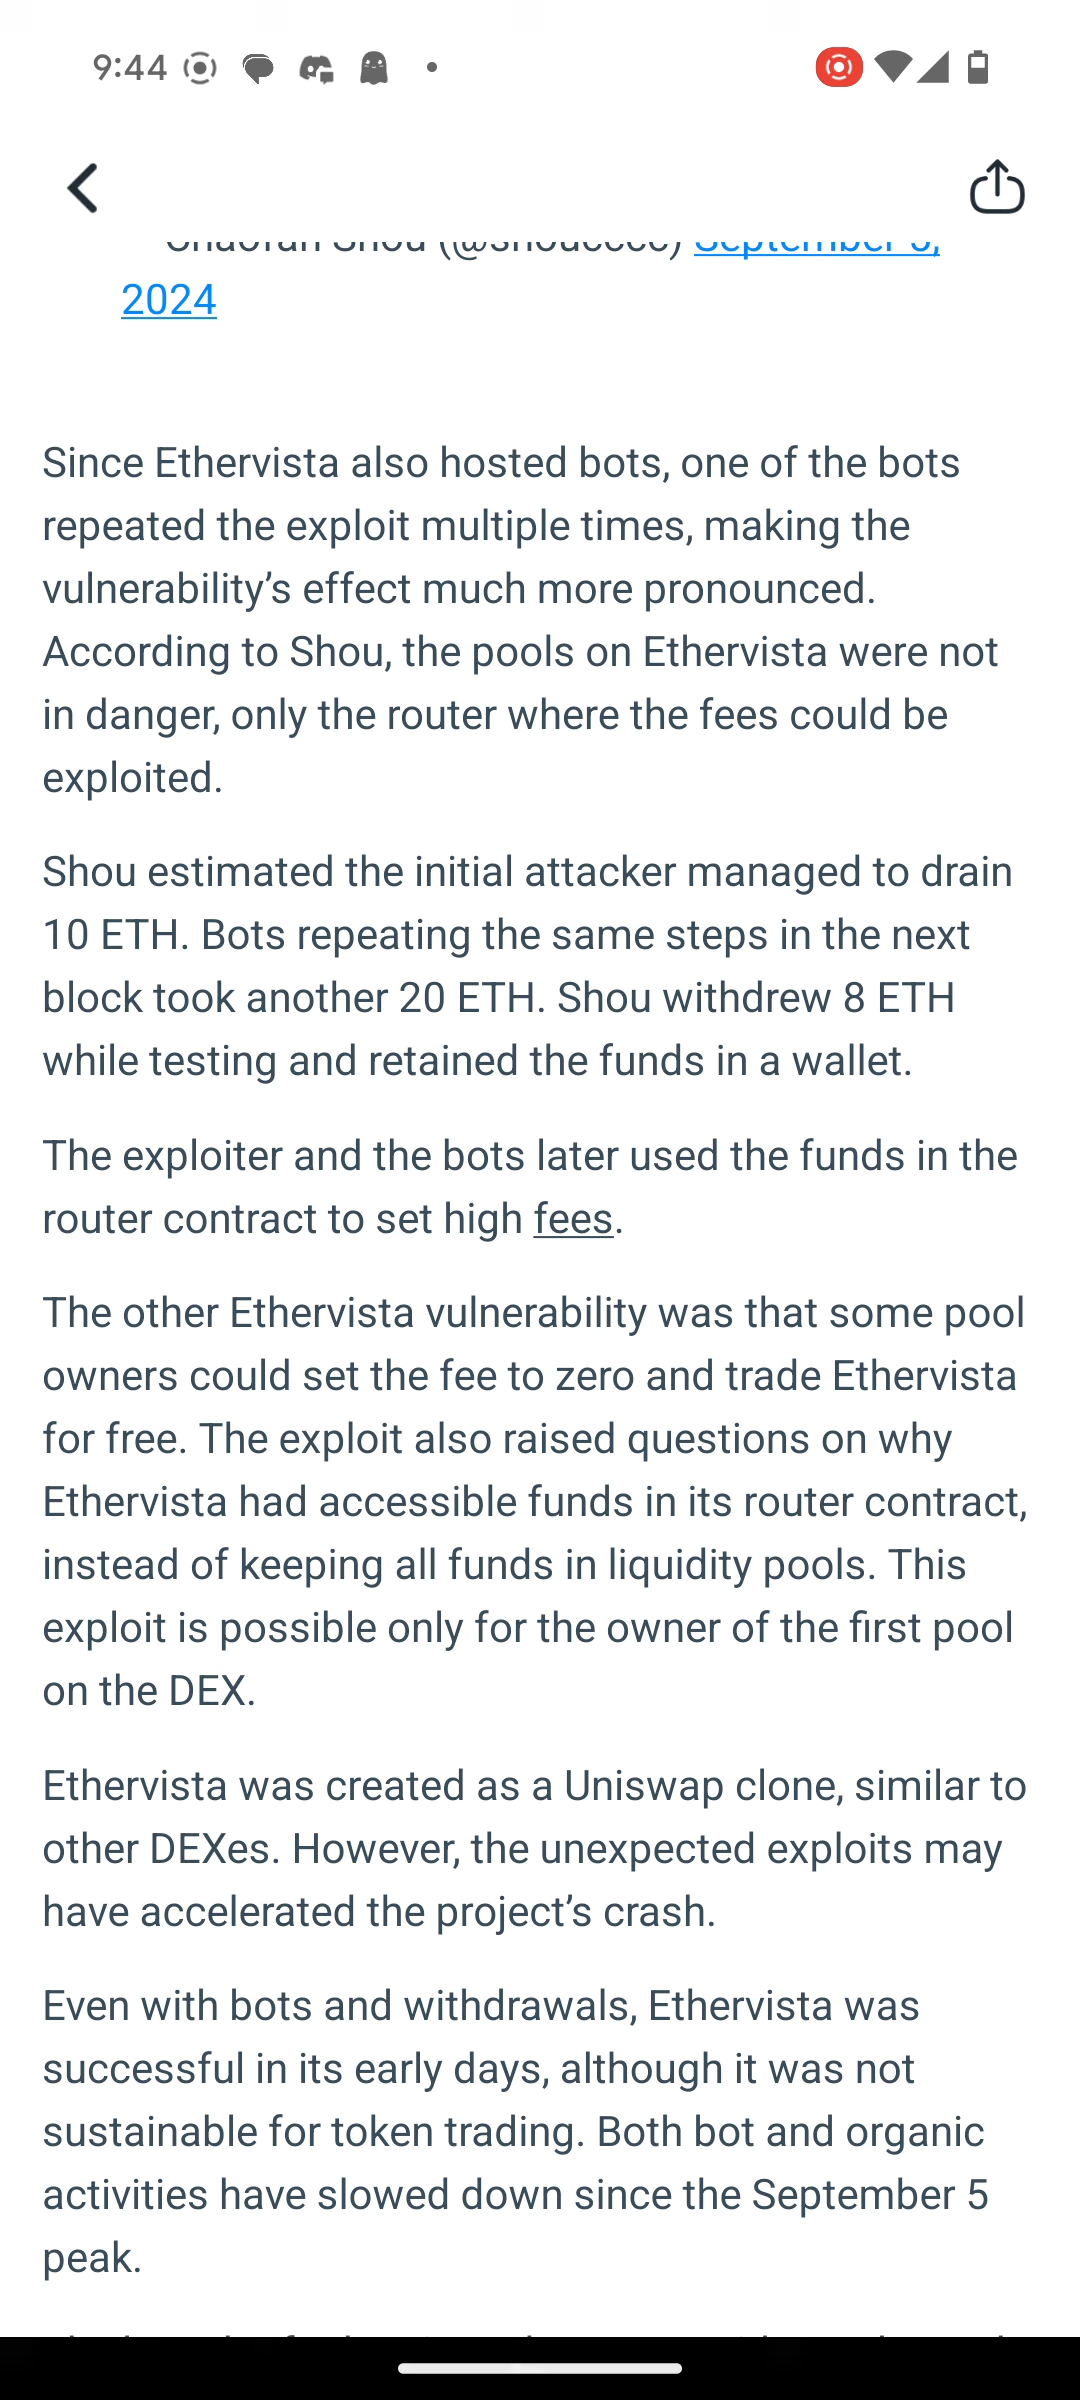 9:44
2024
Since Ethervista also hosted bots, one of the bots
repeated the exploit multiple times, making the
vulnerability’s effect much more pronounced.
According to Shou, the pools on Ethervista were not
in danger, only the router where the fees could be
exploited.
Shou estimated the initial attacker managed to drain
10 ETH. Bots repeating the same steps in the next
block took another 20 ETH. Shou withdrew 8 ETH
while testing and retained the funds in a wallet.
The exploiter and the bots later used the funds in the
router contract to set high fees.
The other Ethervista vulnerability was that some pool
owners could set the fee to zero and trade Ethervista
for free. The exploit also raised questions on why
Ethervista had accessible funds in its router contract,
instead of keeping all funds in liquidity pools. This
exploit is possible only for the owner of the first pool
on the DEX.
Ethervista was created as a Uniswap clone, similar to
other DEXes. However, the unexpected exploits may
have accelerated the project’s crash.
Even with bots and withdrawals, Ethervista was
successful in its early days, although it was not
sustainable for token trading. Both bot and organic
activities have slowed down since the September 5
peak.